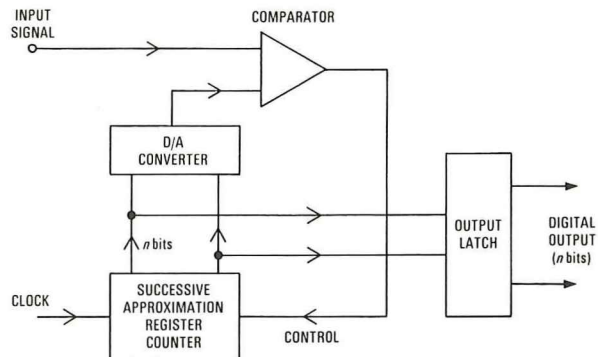 INPUT
SIGNAL
COMPARATOR
D/A
CONVERTER
n bits
OUTPUT
LATCH
DIGITAL
OUTPUT
(n bits)
CLOCK
SUCCESSIVE
APPROXIMATION
REGISTER
COUNTER
CONTROL